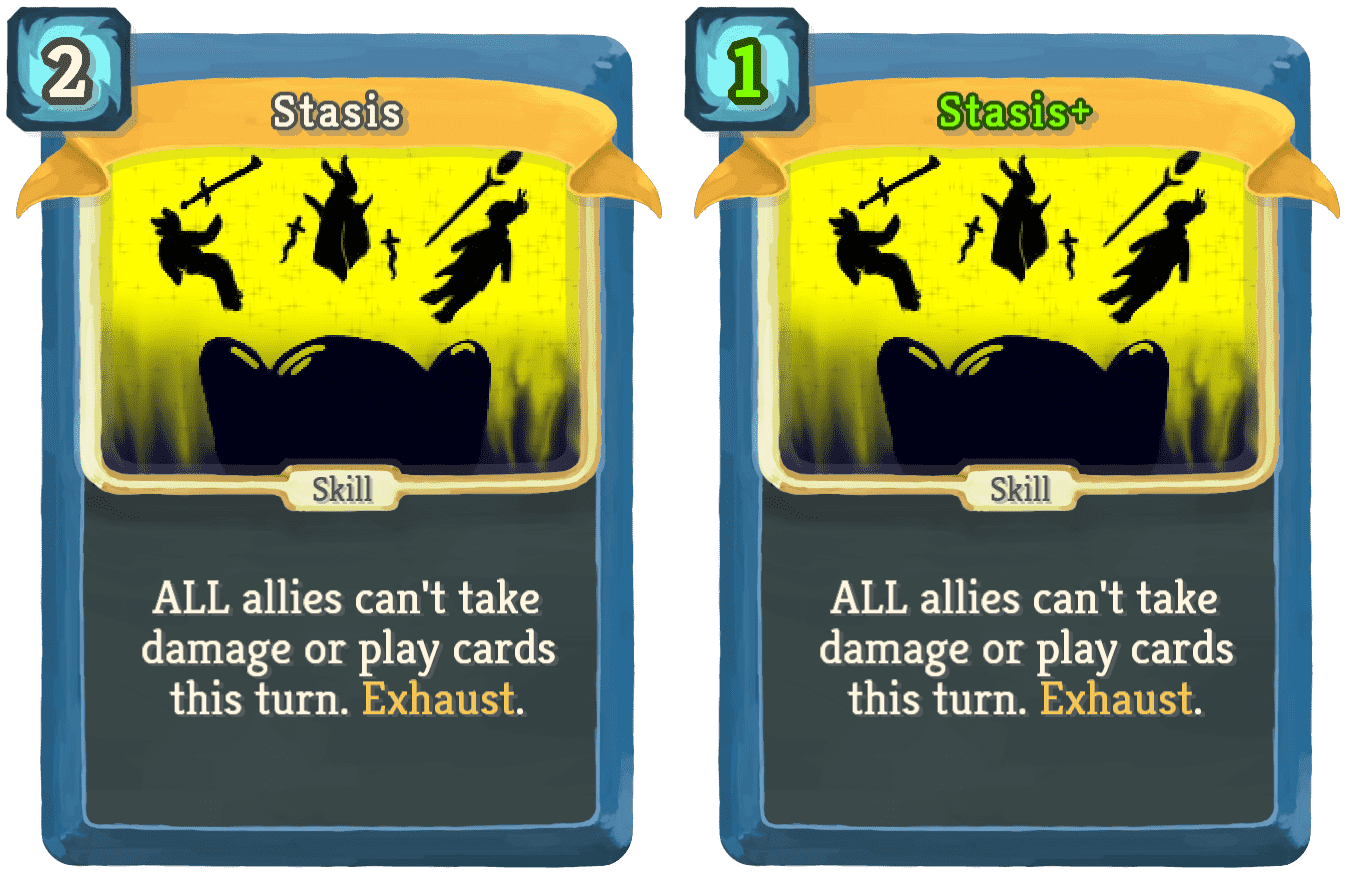 2
Stasis
Skill
ALL allies can't take
damage or play cards
this turn. Exhaust.
1
Stasis+
Skill
ALL allies can't take
damage or play cards
this turn. Exhaust.